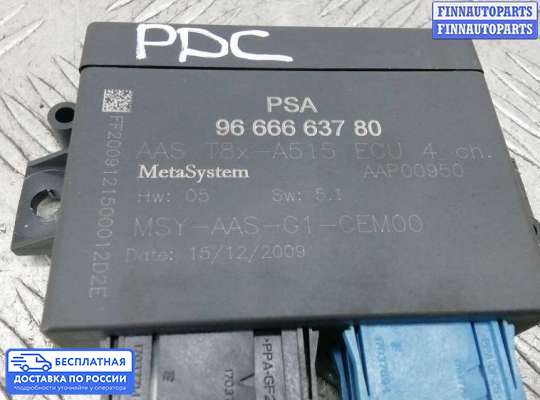 FINNAUTOPARTS
FINNAUTOPARTS
PDC
PSA
96 666 637 80
AAS T8x-A515 ECU 4 ch.
MetaSystem AAP00950
Hw: 05 Sw: 5.1
MSY-AAS-G1-CEM00
Date: 15/12/2009
FF20091215000012D2E
БЕСПЛАТНАЯ
ДОСТАВКА ПО РОССИИ